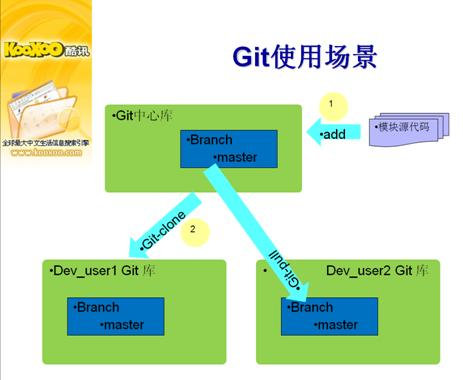 KooXoo酷讯
全球最大中文生活信息搜索引擎
www.kooxoo.com
Git使用场景
•Git中心库
•Branch
•master
1
•add
•模块源代码
•Git-clone
2
•Git-pull
•Dev_user1 Git 库
•Branch
•master
• Dev_user2 Git 库
•Branch
•master